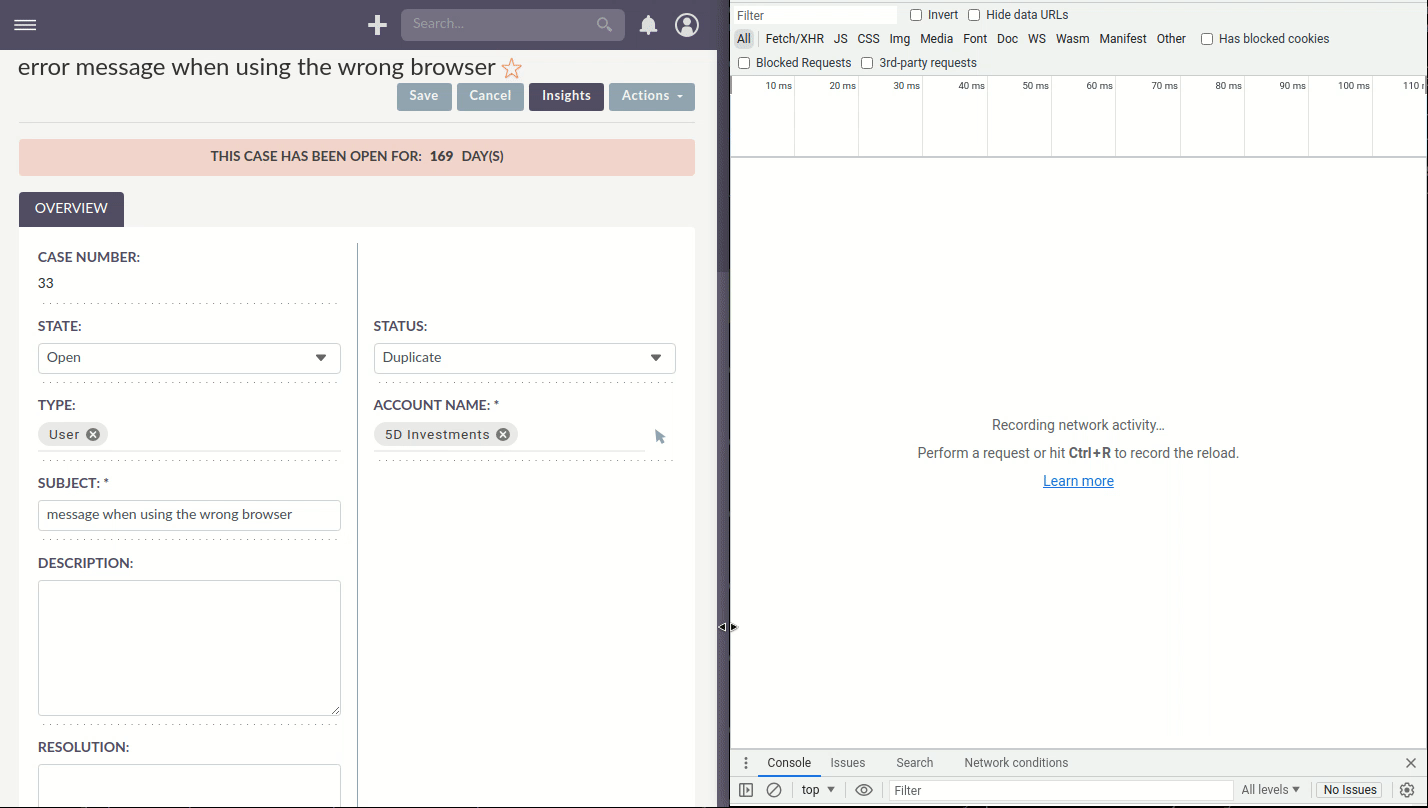 Search...
error message when using the wrong browser
Save Cancel Insights Actions
THIS CASE HAS BEEN OPEN FOR: 169 DAY(S)
OVERVIEW
CASE NUMBER:
33
STATE:
Open
STATUS:
Duplicate
TYPE:
User
ACCOUNT NAME: *
5D Investments
SUBJECT: *
message when using the wrong browser
DESCRIPTION:
RESOLUTION:
Filter Invert Hide data URLs
All Fetch/XHR JS CSS Img Media Font Doc WS Wasm Manifest Other Has blocked cookies
Blocked Requests 3rd-party requests
10 ms 20 ms 30 ms 40 ms 50 ms 60 ms 70 ms 80 ms 90 ms 100 ms 110
Recording network activity…
Perform a request or hit Ctrl+R to record the reload.
Learn more
Console Issues Search Network conditions
top Filter All levels No Issues